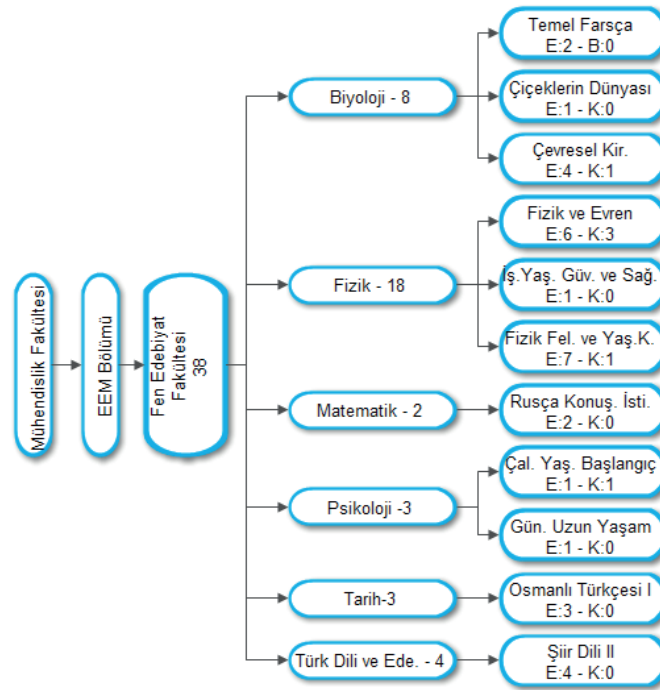 Mühendislik Fakültesi
EEM Bölümü
Fen Edebiyat
Fakültesi
38
Biyoloji - 8
Temel Farsça
E:2 - B:0
Çiçeklerin Dünyası
E:1 - K:0
Çevresel Kir.
E:4 - K:1
Fizik - 18
Fizik ve Evren
E:6 - K:3
İş.Yaş. Güv. ve Sağ.
E:1 - K:0
Fizik Fel. ve Yaş.K.
E:7 - K:1
Matematik - 2
Rusça Konuş. İsti.
E:2 - K:0
Psikoloji -3
Çal. Yaş. Başlangıç
E:1 - K:1
Gün. Uzun Yaşam
E:1 - K:0
Tarih-3
Osmanlı Türkçesi I
E:3 - K:0
Türk Dili ve Ede. - 4
Şiir Dili II
E:4 - K:0